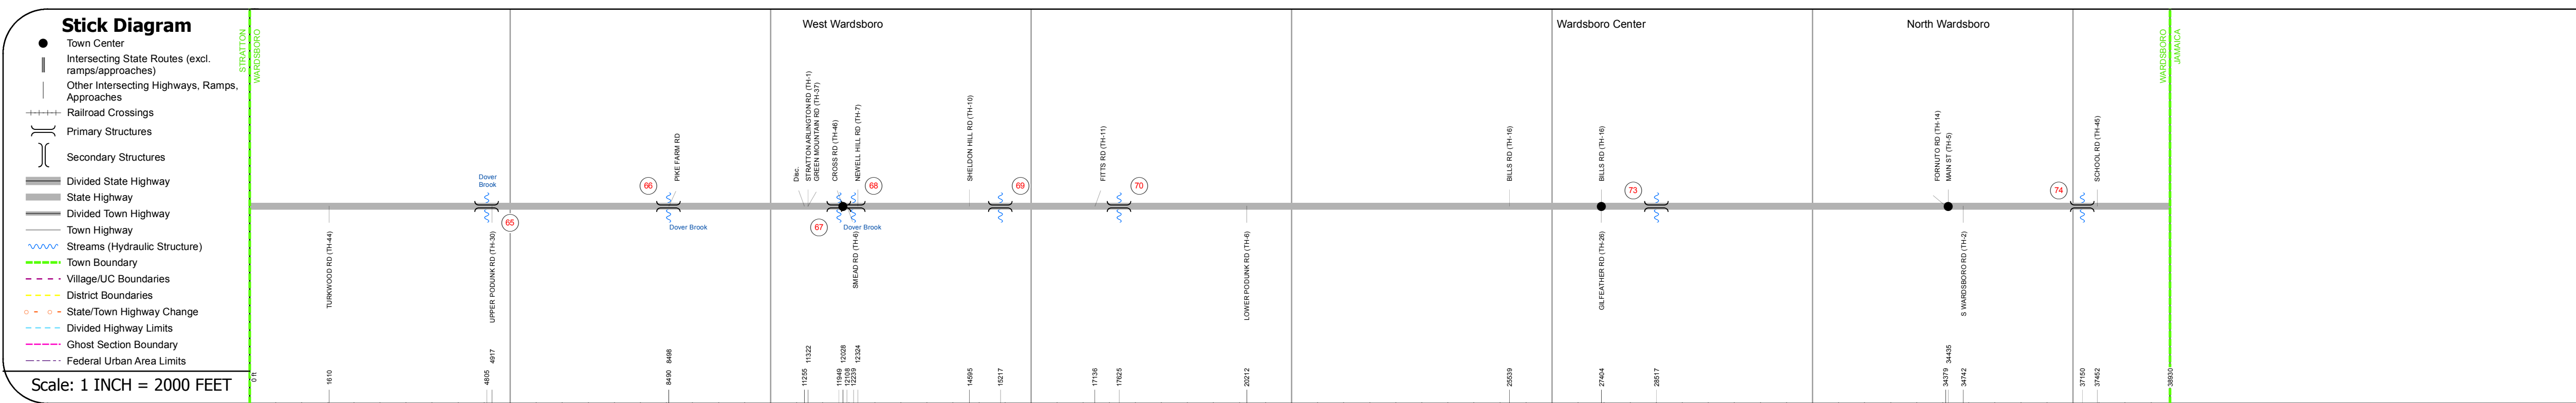 Stick Diagram
Town Center
Intersecting State Routes (excl.
ramps/approaches)
Other Intersecting Highways, Ramps,
Approaches
Railroad Crossings
Primary Structures
Secondary Structures
Divided State Highway
State Highway
Divided Town Highway
Town Highway
Streams (Hydraulic Structure)
Town Boundary
Village/UC Boundaries
District Boundaries
State/Town Highway Change
Divided Highway Limits
Ghost Section Boundary
Federal Urban Area Limits
Scale: 1 INCH = 2000 FEET
STRATTON
WARDSBORO
West Wardsboro
Wardsboro Center
North Wardsboro
WARDSBORO
JAMAICA
PIKE FARM RD
Disc.
STRATTON ARLINGTON RD (TH-1)
GREEN MOUNTAIN RD (TH-37)
CROSS RD (TH-46)
NEWELL HILL RD (TH-7)
SHELDON HILL RD (TH-10)
FITTS RD (TH-11)
BILLS RD (TH-16)
BILLS RD (TH-16)
FORNUTO RD (TH-14)
MAIN ST (TH-5)
SCHOOL RD (TH-45)
Dover
Brook
66
68
69
70
73
74
65
67
Dover Brook
Dover Brook
TURKWOOD RD (TH-44)
UPPER PODUNK RD (TH-30)
SMEAD RD (TH-6)
LOWER PODUNK RD (TH-6)
GILFEATHER RD (TH-26)
S WARDSBORO RD (TH-2)
0 ft
1610
4805
4917
8490
8498
11255
11322
11949
12028
12108
12239
12324
14595
15217
17136
17625
20212
25539
27404
28517
34379
34435
34742
37150
37452
38930